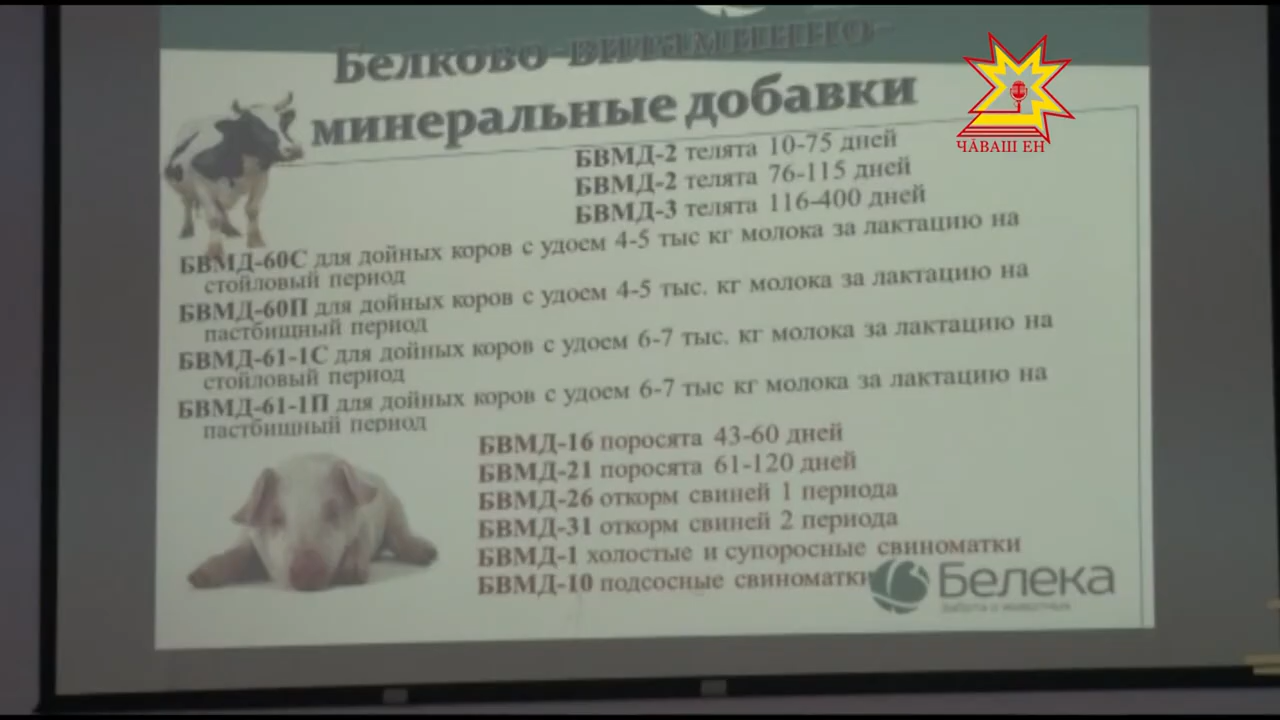 Белково-витаминно-
минеральные добавки
ЧӐВАШ ЕН
БВМД-2 телята 10-75 дней
БВМД-2 телята 76-115 дней
БВМД-3 телята 116-400 дней
БВМД-60С для дойных коров с удоем 4-5 тыс кг молока за лактацию на
стойловый период
БВМД-60П для дойных коров с удоем 4-5 тыс. кг молока за лактацию на
пастбищный период
БВМД-61-1С для дойных коров с удоем 6-7 тыс. кг молока за лактацию на
стойловый период
БВМД-61-1П для дойных коров с удоем 6-7 тыс кг молока за лактацию на
пастбищный период
БВМД-16 поросята 43-60 дней
БВМД-21 поросята 61-120 дней
БВМД-26 откорм свиней 1 периода
БВМД-31 откорм свиней 2 периода
БВМД-1 холостые и супоросные свиноматки
БВМД-10 подсосные свиноматки
Белека
Забота о животных